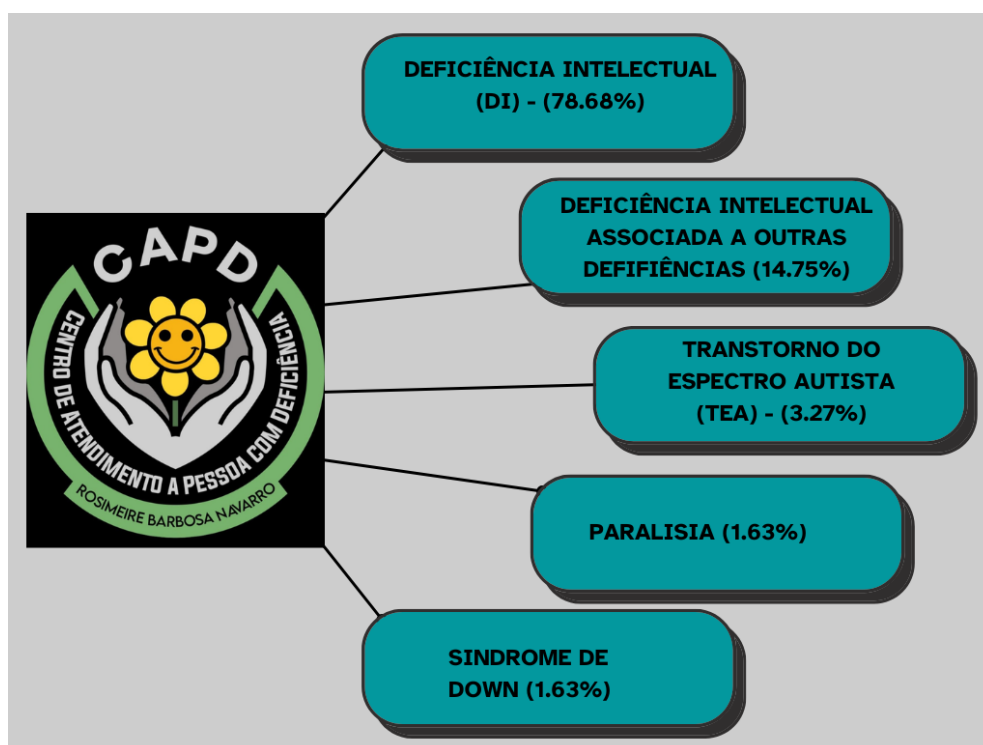 DEFICIÊNCIA INTELECTUAL
(DI) - (78.68%)
DEFICIÊNCIA INTELECTUAL
ASSOCIADA A OUTRAS
DEFIFIÊNCIAS (14.75%)
CAPD
CENTRO DE ATENDIMENTO A PESSOA COM DEFICIÊNCIA
ROSIMEIRE BARBOSA NAVARRO
TRANSTORNO DO
ESPECTRO AUTISTA
(TEA) - (3.27%)
PARALISIA (1.63%)
SINDROME DE
DOWN (1.63%)